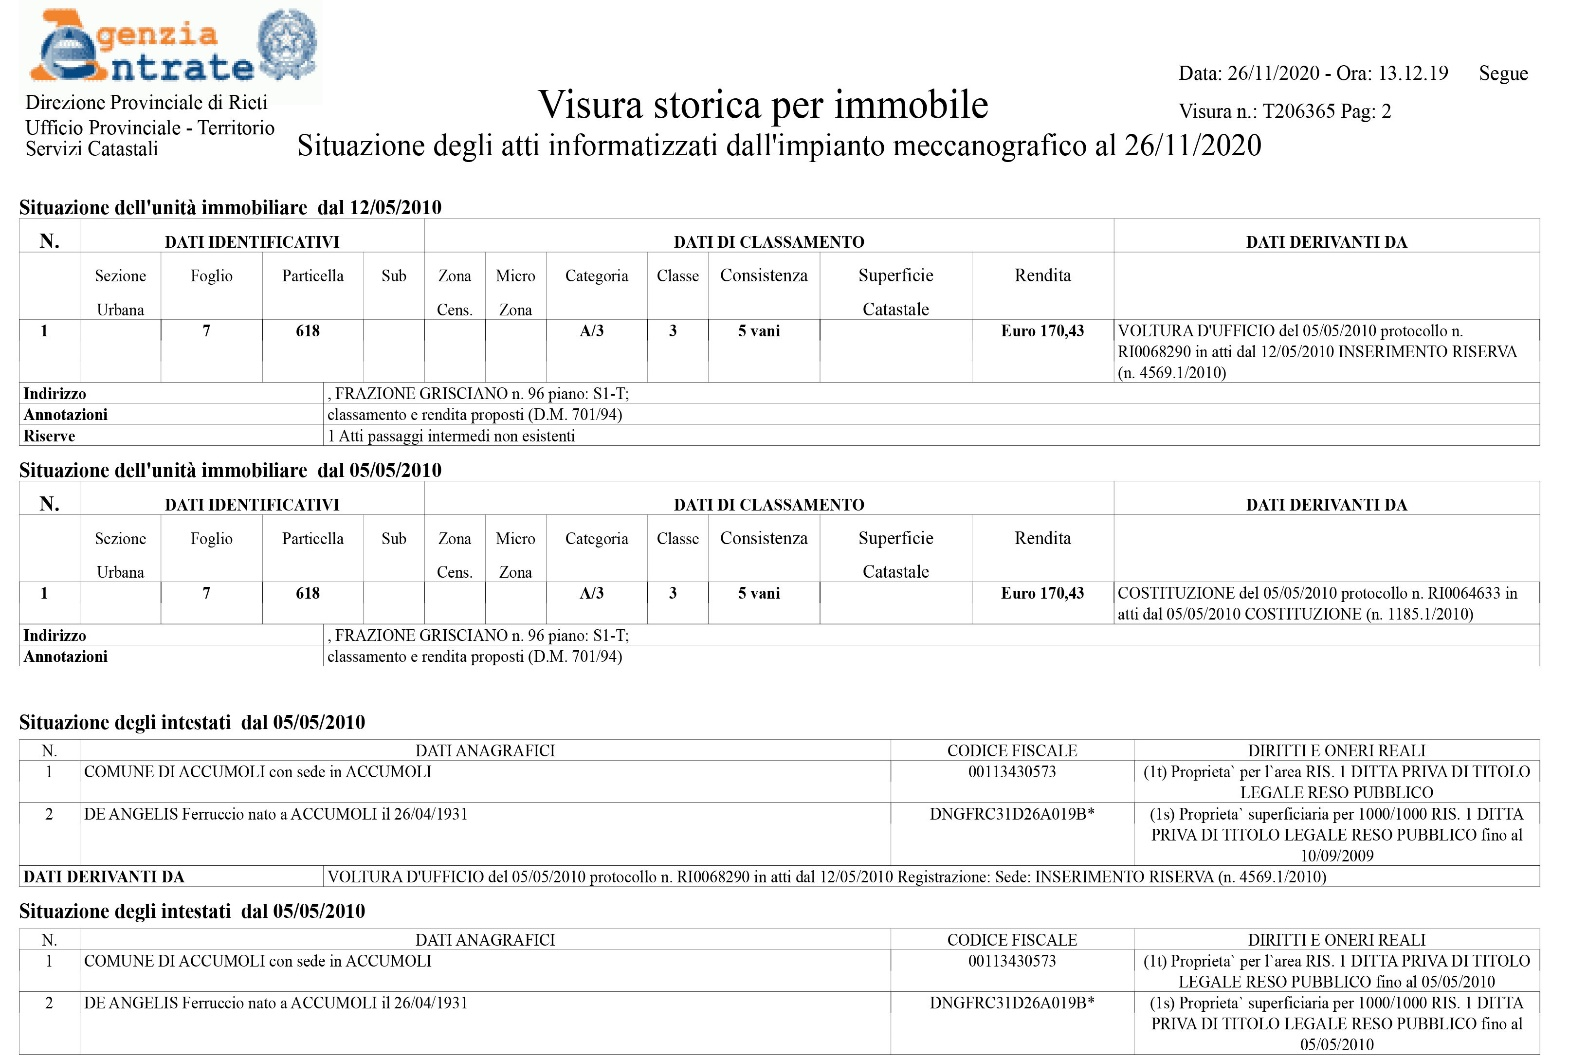 Agenzia
Entrate
Direzione Provinciale di Rieti
Ufficio Provinciale - Territorio
Servizi Catastali
Visura storica per immobile
Situazione degli atti informatizzati dall'impianto meccanografico al 26/11/2020
Data: 26/11/2020 - Ora: 13.12.19 Segue
Visura n.: T206365 Pag: 2
Situazione dell'unità immobiliare dal 12/05/2010
N. DATI IDENTIFICATIVI DATI DI CLASSAMENTO DATI DERIVANTI DA
Sezione Foglio Particella Sub Zona Micro Categoria Classe Consistenza Superficie Rendita
Urbana Cens. Zona Catastale
1 7 618 A/3 3 5 vani Euro 170,43 VOLTURA D'UFFICIO del 05/05/2010 protocollo n.
RI0068290 in atti dal 12/05/2010 INSERIMENTO RISERVA
(n. 4569.1/2010)
Indirizzo , FRAZIONE GRISCIANO n. 96 piano: S1-T;
Annotazioni classamento e rendita proposti (D.M. 701/94)
Riserve 1 Atti passaggi intermedi non esistenti
Situazione dell'unità immobiliare dal 05/05/2010
N. DATI IDENTIFICATIVI DATI DI CLASSAMENTO DATI DERIVANTI DA
Sezione Foglio Particella Sub Zona Micro Categoria Classe Consistenza Superficie Rendita
Urbana Cens. Zona Catastale
1 7 618 A/3 3 5 vani Euro 170,43 COSTITUZIONE del 05/05/2010 protocollo n. RI0064633 in
atti dal 05/05/2010 COSTITUZIONE (n. 1185.1/2010)
Indirizzo , FRAZIONE GRISCIANO n. 96 piano: S1-T;
Annotazioni classamento e rendita proposti (D.M. 701/94)
Situazione degli intestati dal 05/05/2010
N. DATI ANAGRAFICI CODICE FISCALE DIRITTI E ONERI REALI
1 COMUNE DI ACCUMOLI con sede in ACCUMOLI 00113430573 (1t) Proprieta` per l`area RIS. 1 DITTA PRIVA DI TITOLO
LEGALE RESO PUBBLICO
2 DE ANGELIS Ferruccio nato a ACCUMOLI il 26/04/1931 DNGFRC31D26A019B* (1s) Proprieta` superficiaria per 1000/1000 RIS. 1 DITTA
PRIVA DI TITOLO LEGALE RESO PUBBLICO fino al
10/09/2009
DATI DERIVANTI DA VOLTURA D'UFFICIO del 05/05/2010 protocollo n. RI0068290 in atti dal 12/05/2010 Registrazione: Sede: INSERIMENTO RISERVA (n. 4569.1/2010)
Situazione degli intestati dal 05/05/2010
N. DATI ANAGRAFICI CODICE FISCALE DIRITTI E ONERI REALI
1 COMUNE DI ACCUMOLI con sede in ACCUMOLI 00113430573 (1t) Proprieta` per l`area RIS. 1 DITTA PRIVA DI TITOLO
LEGALE RESO PUBBLICO fino al 05/05/2010
2 DE ANGELIS Ferruccio nato a ACCUMOLI il 26/04/1931 DNGFRC31D26A019B* (1s) Proprieta` superficiaria per 1000/1000 RIS. 1 DITTA
PRIVA DI TITOLO LEGALE RESO PUBBLICO fino al
05/05/2010